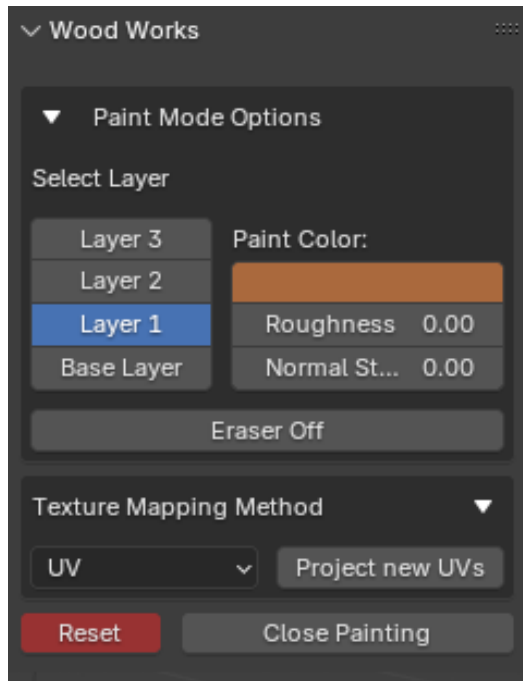 Wood Works
Paint Mode Options
Select Layer
Layer 3
Paint Color:
Layer 2
Layer 1
Roughness 0.00
Base Layer
Normal St... 0.00
Eraser Off
Texture Mapping Method
UV
Project new UVs
Reset
Close Painting